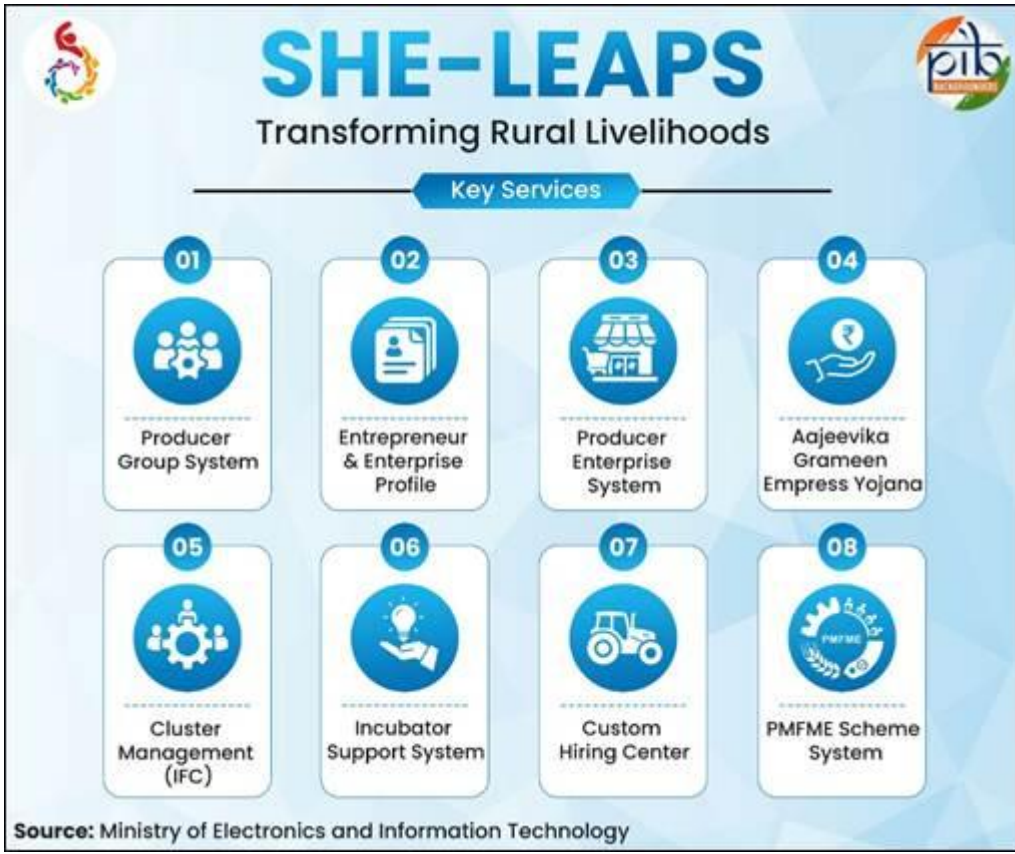 SHE-LEAPS
Transforming Rural Livelihoods
Key Services
01
Producer
Group System
02
Entrepreneur
& Enterprise
Profile
03
Producer
Enterprise
System
04
₹
Aajeevika
Grameen
Empress Yojana
05
Cluster
Management
(IFC)
06
Incubator
Support System
07
Custom
Hiring Center
08
PMFME
PMFME Scheme
System
pib
BACKGROUNDERS
Source: Ministry of Electronics and Information Technology